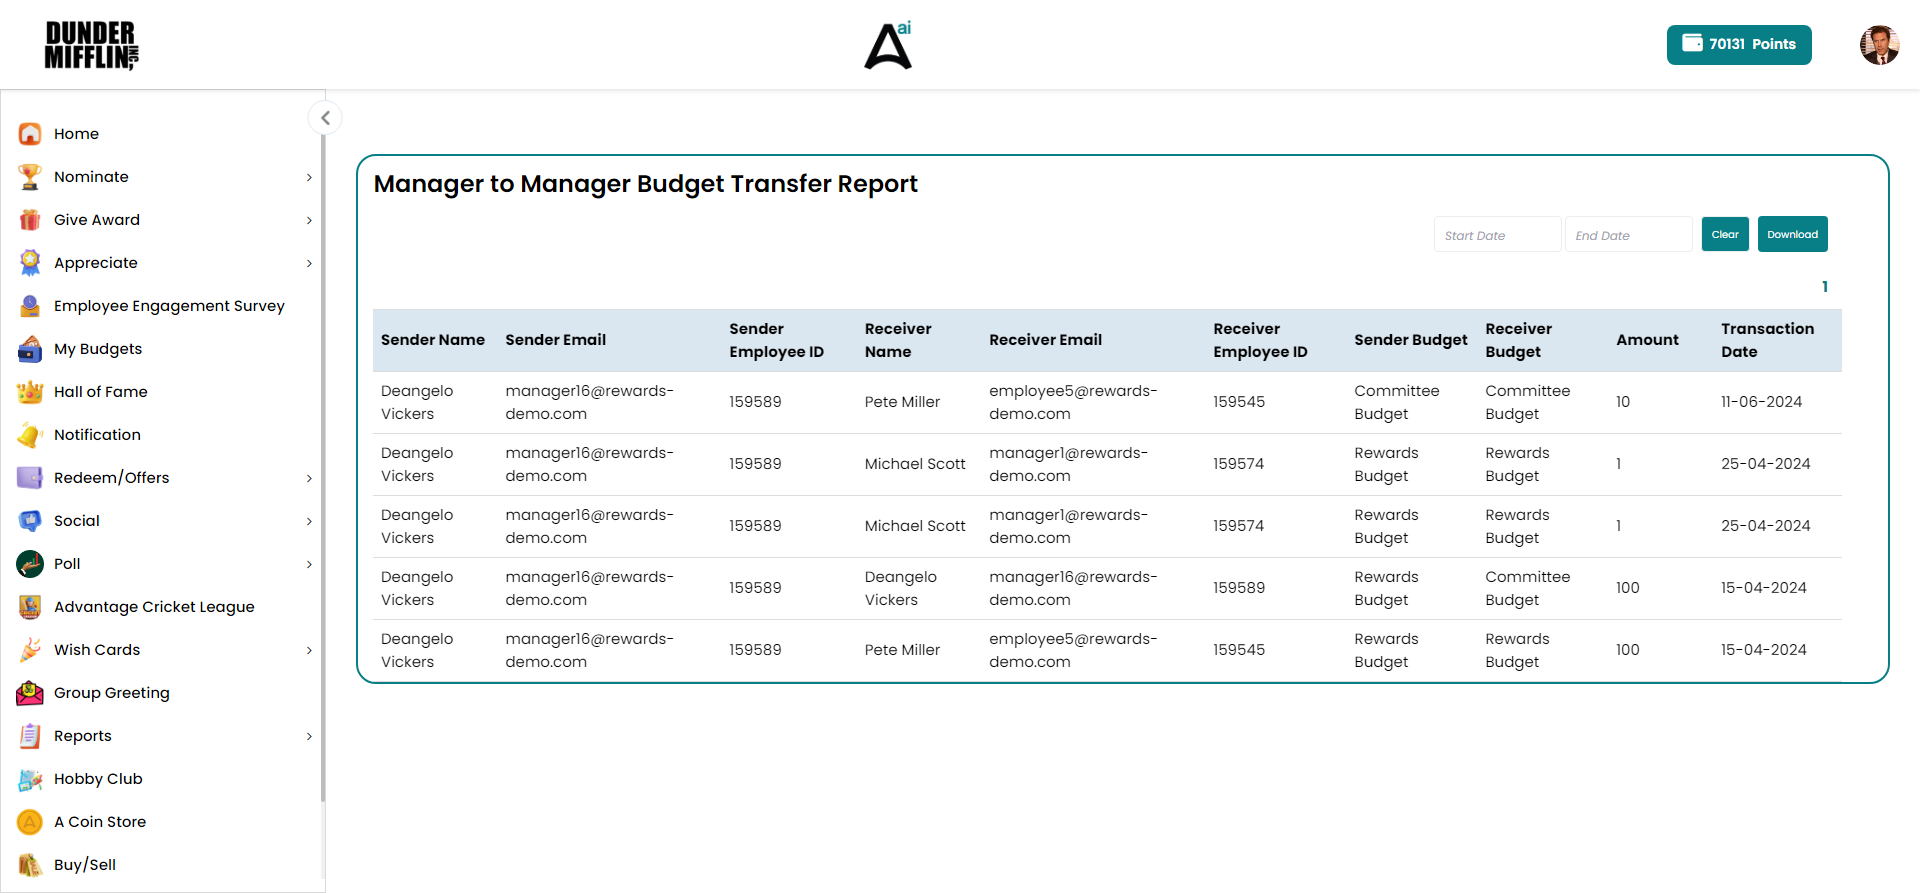 DUNDER
MIFFLIN INC,
A ai
70131 Points
Home
Nominate
Give Award
Appreciate
Employee Engagement Survey
My Budgets
Hall of Fame
Notification
Redeem/Offers
Social
Poll
Advantage Cricket League
Wish Cards
Group Greeting
Reports
Hobby Club
A Coin Store
Buy/Sell
Manager to Manager Budget Transfer Report
Start Date End Date Clear Download
1
Sender Name Sender Email Sender Employee ID Receiver Name Receiver Email Receiver Employee ID Sender Budget Receiver Budget Amount Transaction Date
Deangelo Vickers manager16@rewards-demo.com 159589 Pete Miller employee5@rewards-demo.com 159545 Committee Budget Committee Budget 10 11-06-2024
Deangelo Vickers manager16@rewards-demo.com 159589 Michael Scott manager1@rewards-demo.com 159574 Rewards Budget Rewards Budget 1 25-04-2024
Deangelo Vickers manager16@rewards-demo.com 159589 Michael Scott manager1@rewards-demo.com 159574 Rewards Budget Rewards Budget 1 25-04-2024
Deangelo Vickers manager16@rewards-demo.com 159589 Deangelo Vickers manager16@rewards-demo.com 159589 Rewards Budget Committee Budget 100 15-04-2024
Deangelo Vickers manager16@rewards-demo.com 159589 Pete Miller employee5@rewards-demo.com 159545 Rewards Budget Rewards Budget 100 15-04-2024